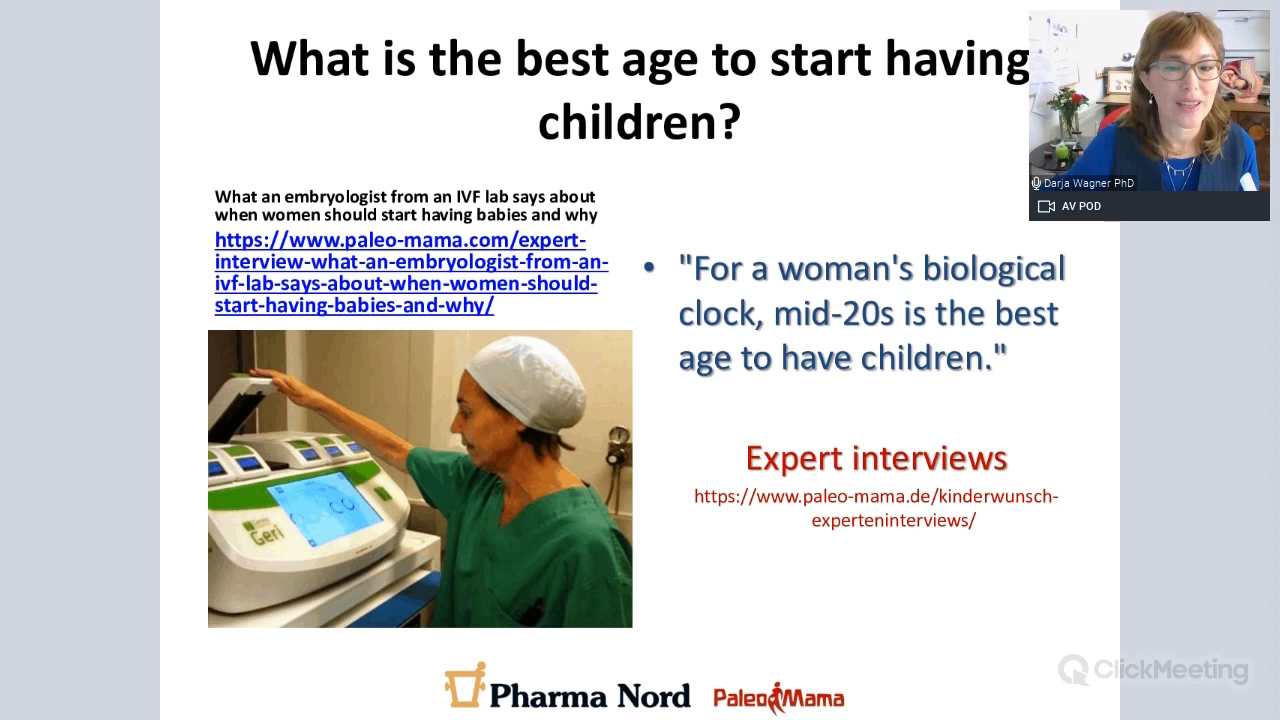 What is the best age to start having
children?
Darja Wagner PhD
AV POD
What an embryologist from an IVF lab says about
when women should start having babies and why
https://www.paleo-mama.com/expert-
interview-what-an-embryologist-from-an-
ivf-lab-says-about-when-women-should-
start-having-babies-and-why/
• "For a woman's biological
clock, mid-20s is the best
age to have children."
Geri
Expert interviews
https://www.paleo-mama.de/kinderwunsch-
experteninterviews/
Pharma Nord
PaleoMama
ClickMeeting